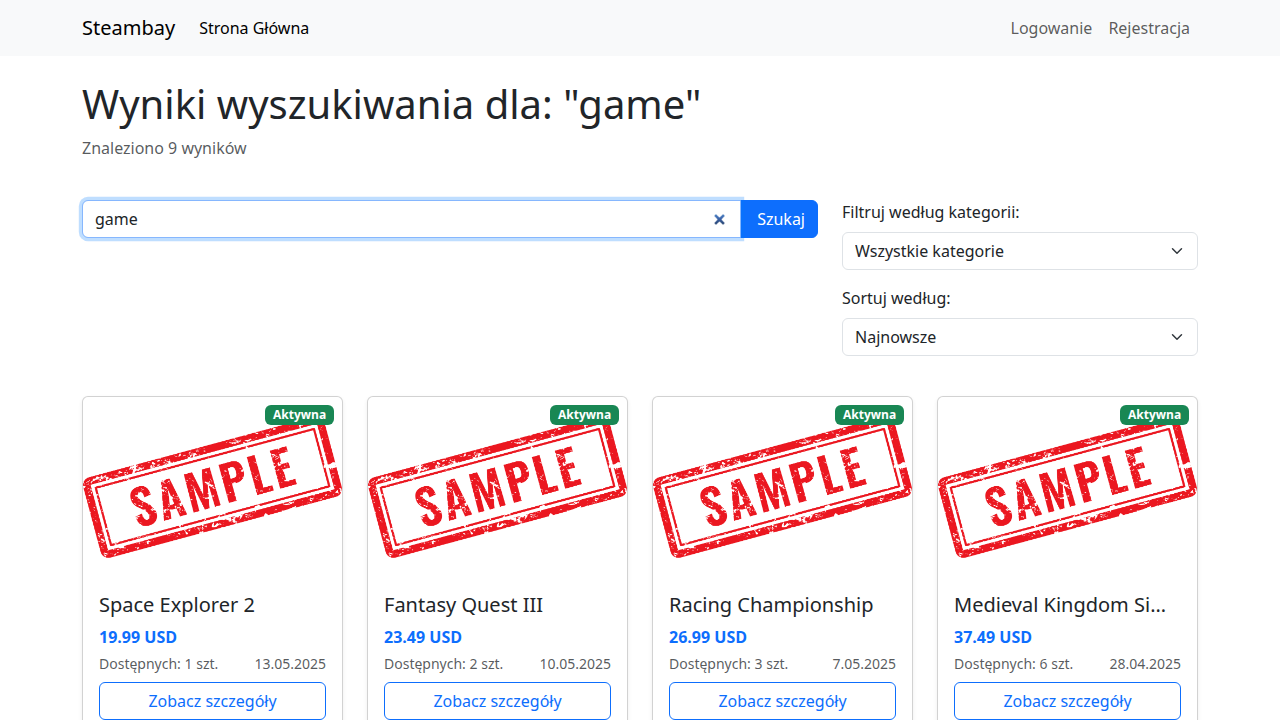 Steambay Strona Główna Logowanie Rejestracja
Wyniki wyszukiwania dla: "game"
Znaleziono 9 wyników
game
Szukaj
Filtruj według kategorii:
Wszystkie kategorie
Sortuj według:
Najnowsze
Aktywna
SAMPLE
Space Explorer 2
19.99 USD
Dostępnych: 1 szt. 13.05.2025
Zobacz szczegóły
Aktywna
SAMPLE
Fantasy Quest III
23.49 USD
Dostępnych: 2 szt. 10.05.2025
Zobacz szczegóły
Aktywna
SAMPLE
Racing Championship
26.99 USD
Dostępnych: 3 szt. 7.05.2025
Zobacz szczegóły
Aktywna
SAMPLE
Medieval Kingdom Si...
37.49 USD
Dostępnych: 6 szt. 28.04.2025
Zobacz szczegóły